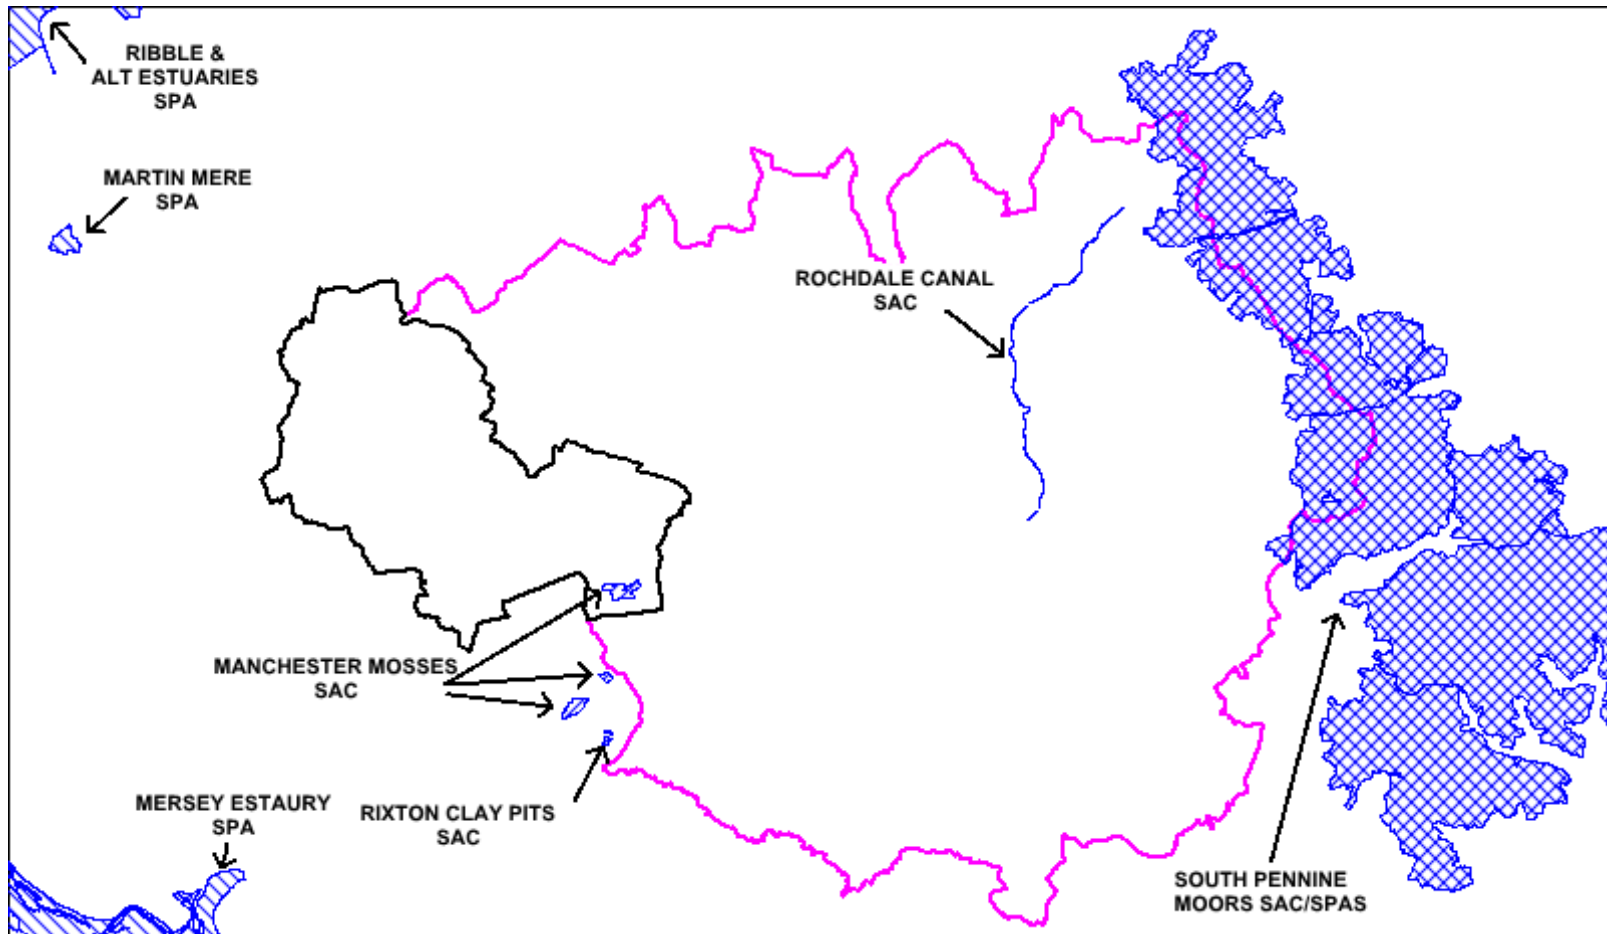 RIBBLE &
ALT ESTUARIES
SPA
MARTIN MERE
SPA
ROCHDALE CANAL
SAC
MANCHESTER MOSSES
SAC
MERSEY ESTAURY
SPA
RIXTON CLAY PITS
SAC
SOUTH PENNINE
MOORS SAC/SPAS